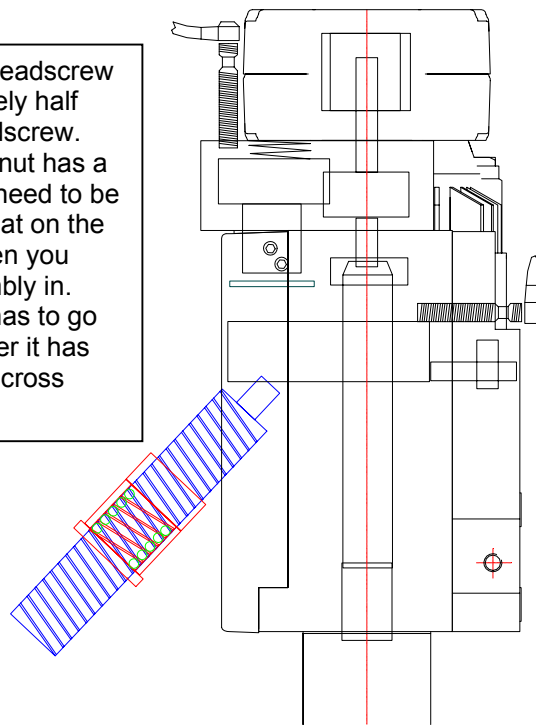 eadscrew
ely half
dscrew.
nut has a
need to be
at on the
en you
bly in.
has to go
er it has
cross